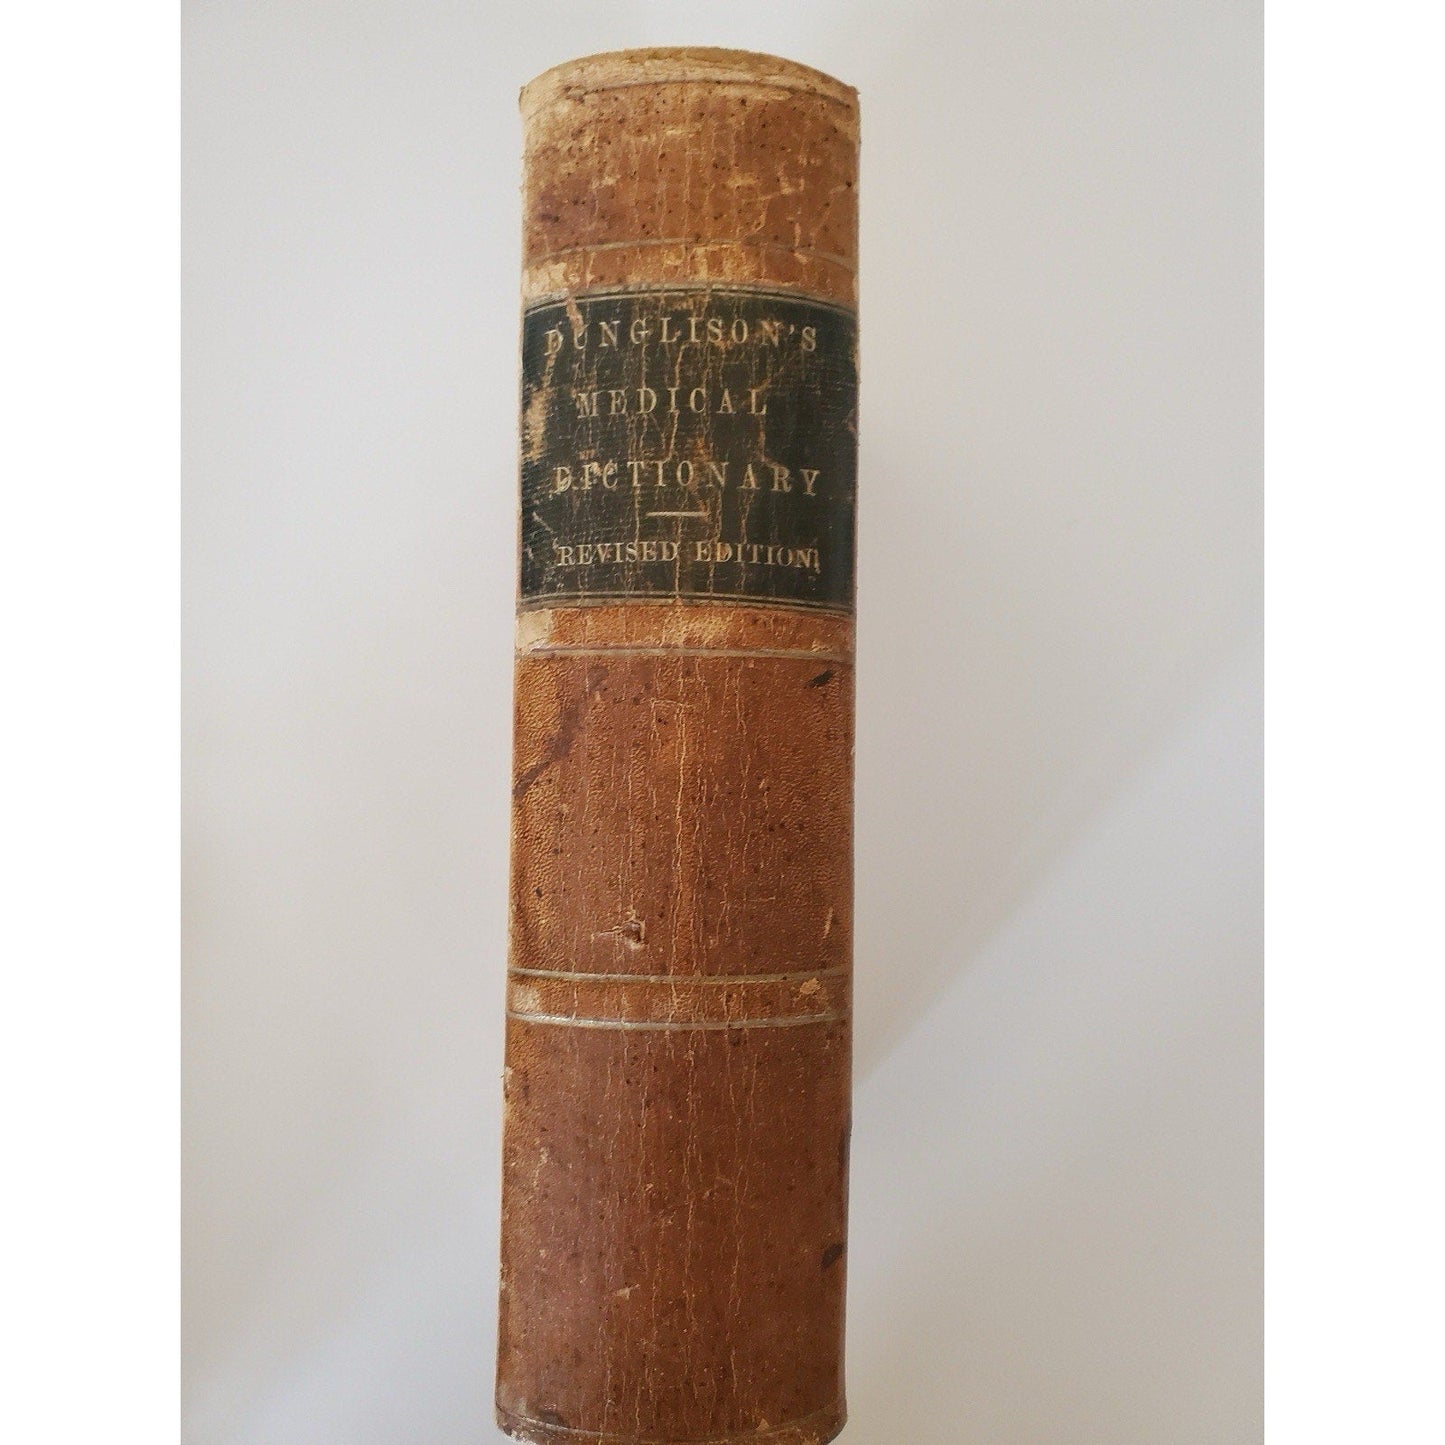 DUNGLISON'S
MEDICAL
DICTIONARY
REVISED EDITION